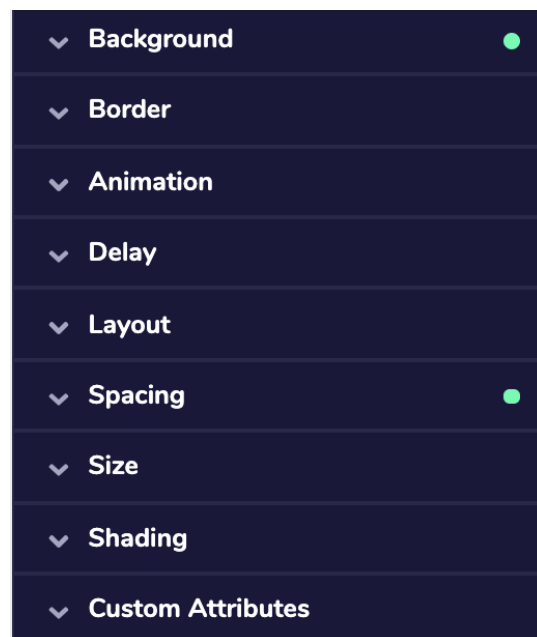 Background
Border
Animation
Delay
Layout
Spacing
Size
Shading
Custom Attributes